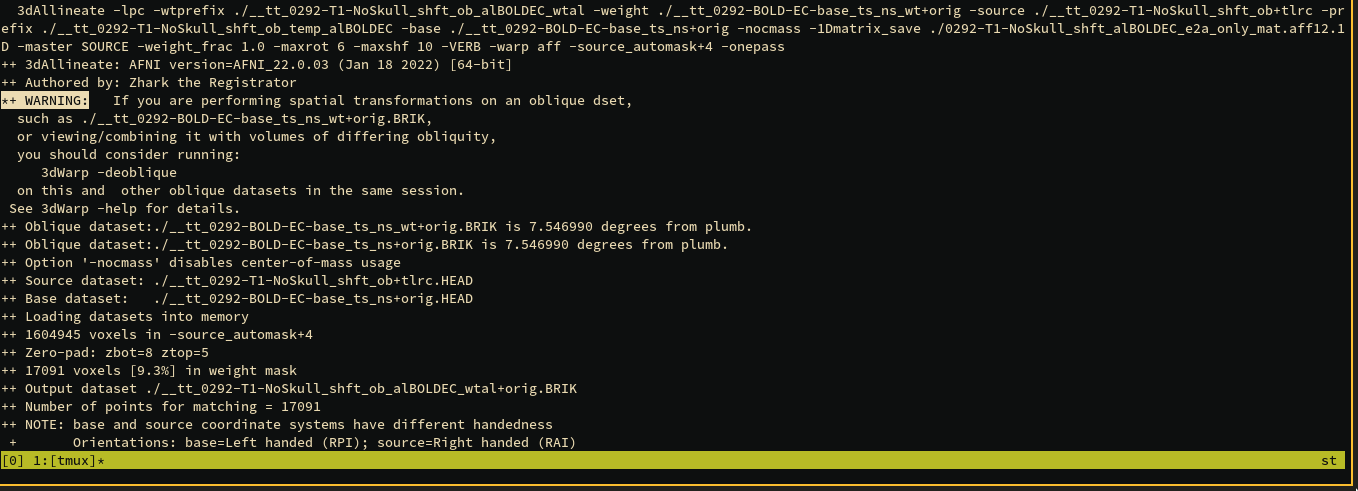 3dAllineate -lpc -wtprefix ./__tt_0292-T1-NoSkull_shft_ob_alBOLDEC_wtal -weight ./__tt_0292-BOLD-EC-base_ts_ns_wt+orig -source ./__tt_0292-T1-NoSkull_shft_ob+tlrc -pr
efix ./__tt_0292-T1-NoSkull_shft_ob_temp_alBOLDEC -base ./__tt_0292-BOLD-EC-base_ts_ns+orig -nocmass -1Dmatrix_save ./0292-T1-NoSkull_shft_alBOLDEC_e2a_only_mat.aff12.1
D -master SOURCE -weight_frac 1.0 -maxrot 6 -maxshf 10 -VERB -warp aff -source_automask+4 -onepass
++ 3dAllineate: AFNI version=AFNI_22.0.03 (Jan 18 2022) [64-bit]
++ Authored by: Zhark the Registrator
*+ WARNING:   If you are performing spatial transformations on an oblique dset,
  such as ./__tt_0292-BOLD-EC-base_ts_ns_wt+orig.BRIK,
  or viewing/combining it with volumes of differing obliquity,
  you should consider running:
     3dWarp -deoblique
  on this and  other oblique datasets in the same session.
 See 3dWarp -help for details.
++ Oblique dataset:./__tt_0292-BOLD-EC-base_ts_ns_wt+orig.BRIK is 7.546990 degrees from plumb.
++ Oblique dataset:./__tt_0292-BOLD-EC-base_ts_ns+orig.BRIK is 7.546990 degrees from plumb.
++ Option '-nocmass' disables center-of-mass usage
++ Source dataset: ./__tt_0292-T1-NoSkull_shft_ob+tlrc.HEAD
++ Base dataset:   ./__tt_0292-BOLD-EC-base_ts_ns+orig.HEAD
++ Loading datasets into memory
++ 1604945 voxels in -source_automask+4
++ Zero-pad: zbot=8 ztop=5
++ 17091 voxels [9.3%] in weight mask
++ Output dataset ./__tt_0292-T1-NoSkull_shft_ob_alBOLDEC_wtal+orig.BRIK
++ Number of points for matching = 17091
++ NOTE: base and source coordinate systems have different handedness
 +       Orientations: base=Left handed (RPI); source=Right handed (RAI)
[0] 1:[tmux]* st